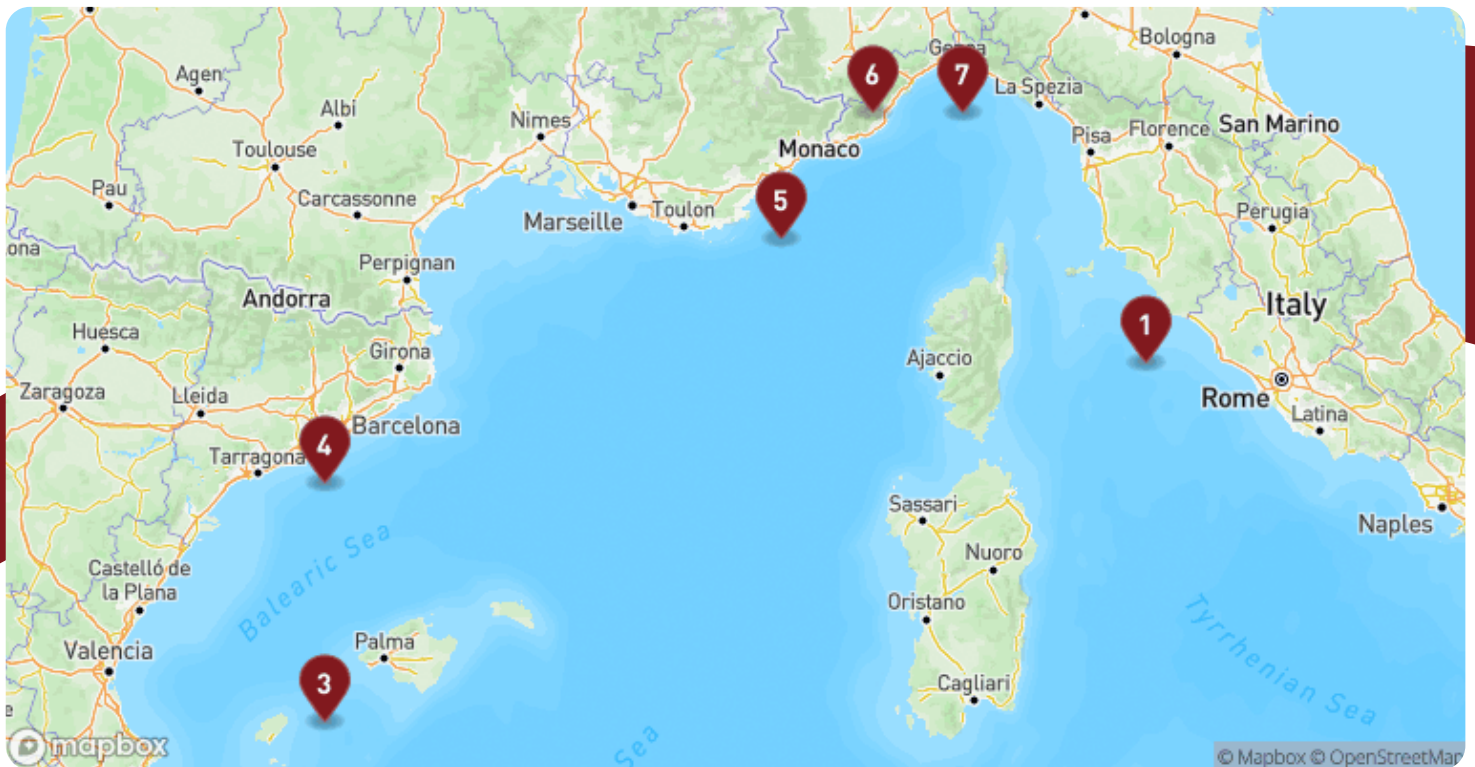 Bologna
Genoa
6
7
Agen
La Spezia
Albi
Nimes
Pisa
Florence
San Marino
Toulouse
Monaco
Pau
Carcassonne
5
Marseille
Toulon
Perugia
ona
Perpignan
Andorra
Italy
1
Huesca
Girona
Ajaccio
Zaragoza
Lleida
Rome
Latina
Barcelona
4
Tarragona
Sassari
Naples
Balearic Sea
Nuoro
Castelló de
la Plana
Oristano
Tyrrhenian Sea
Palma
Valencia
3
Cagliari
e
Sea
mapbox
© Mapbox © OpenStreetMap